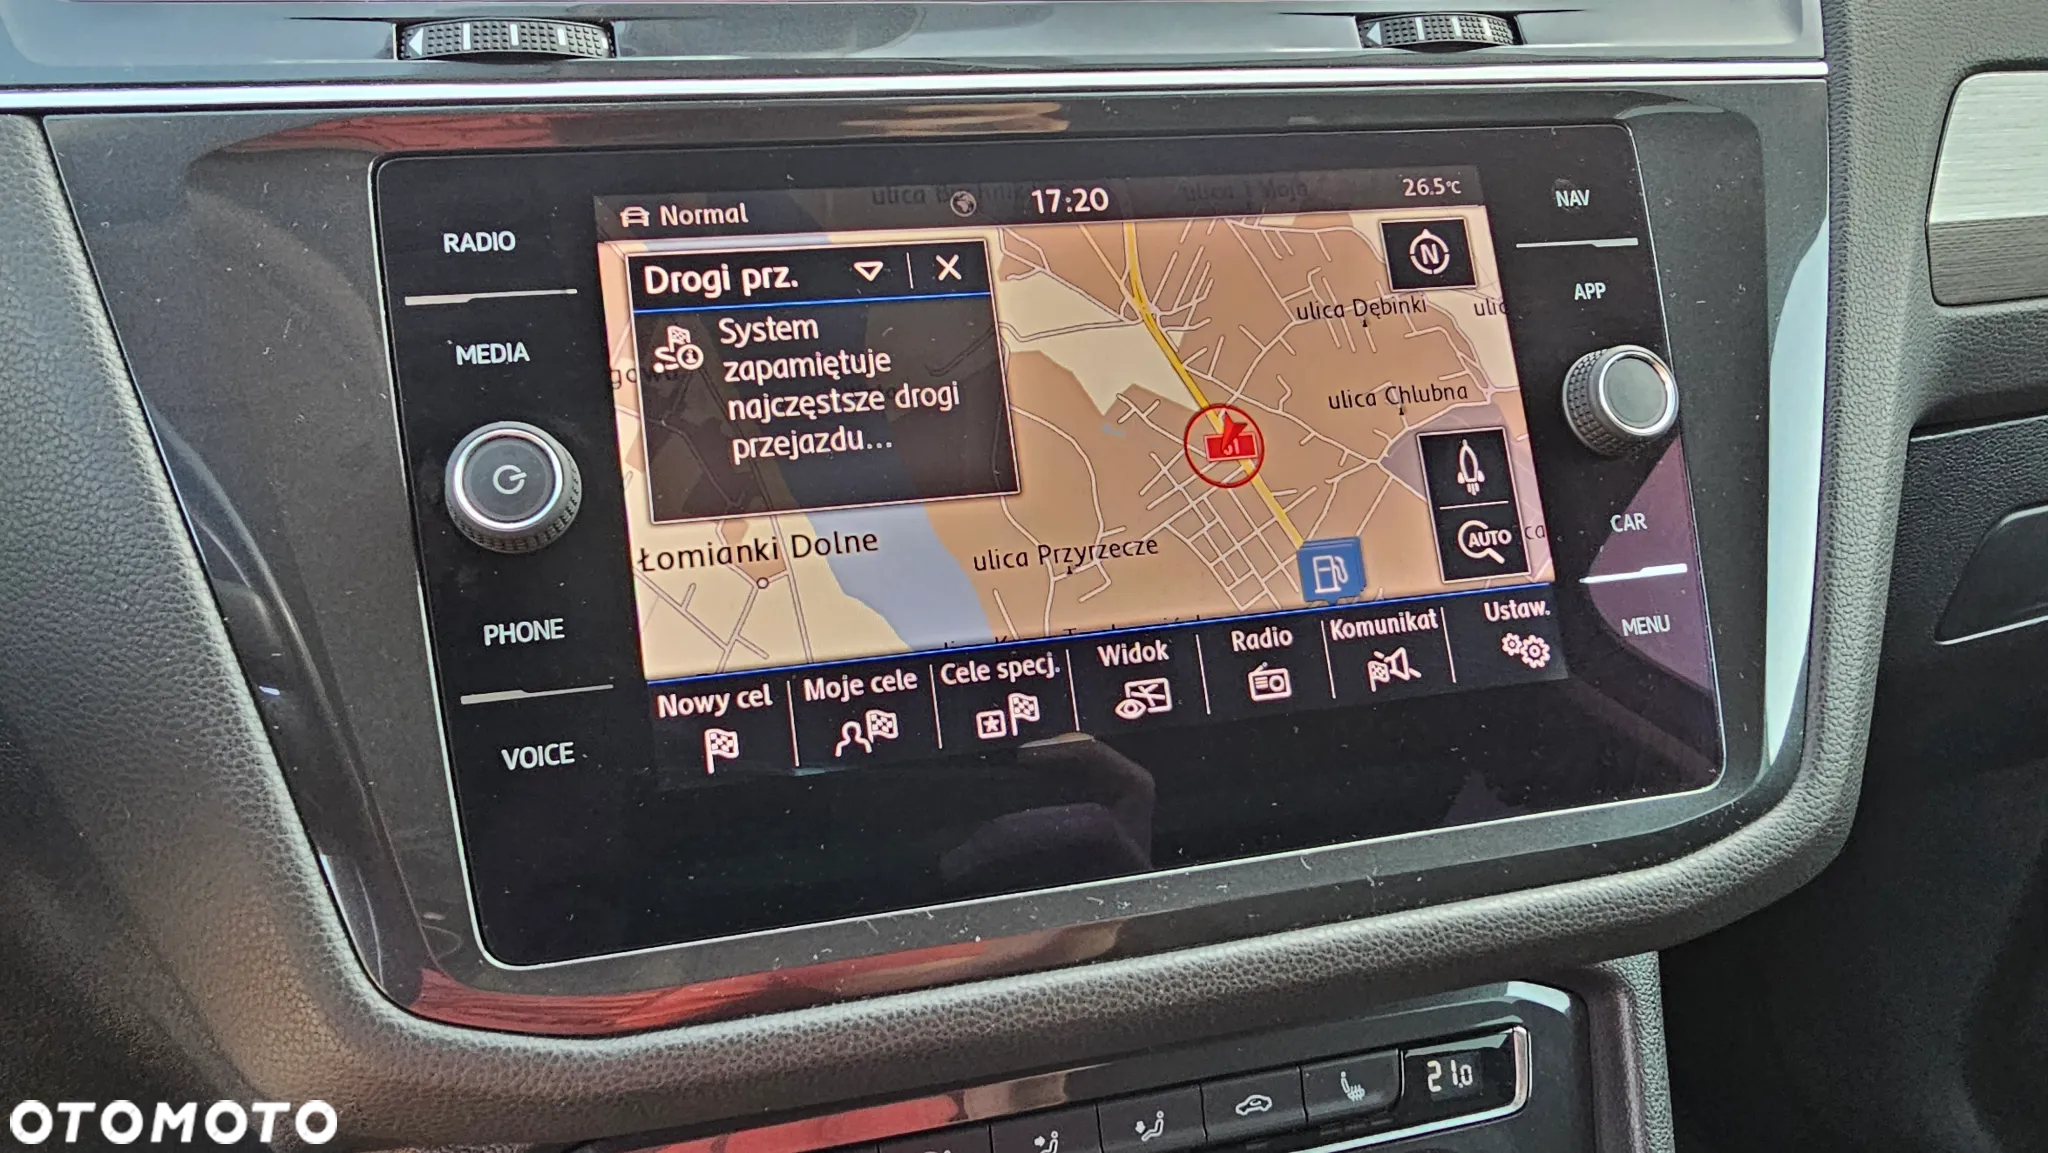 Normal
17:20
26.5°C
RADIO
MEDIA
PHONE
VOICE
NAV
APP
CAR
MENU
Drogi prz.
System
zapamiętuje
najczęstsze drogi
przejazdu...
N
ulica Dębinki
ulica Chlubna
61
AUTO
Łomianki Dolne
ulica Przyrzecze
Nowy cel
Moje cele
Cele specj.
Widok
Radio
Komunikat
Ustaw.
21.0
OTOMOTO